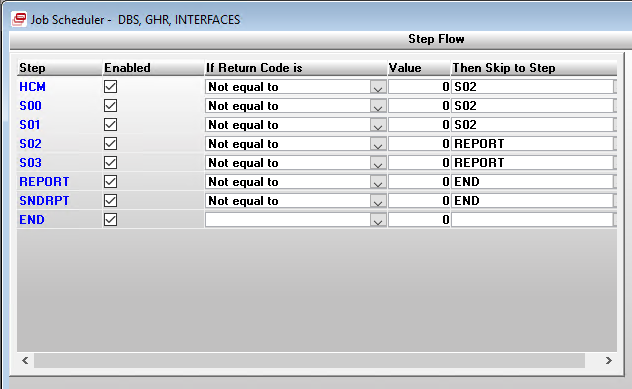 Job Scheduler - DBS, GHR, INTERFACES
Step Flow
Step Enabled If Return Code is Value Then Skip to Step
HCM Not equal to 0 S02
S00 Not equal to 0 S02
S01 Not equal to 0 S02
S02 Not equal to 0 REPORT
S03 Not equal to 0 REPORT
REPORT Not equal to 0 END
SNDRPT Not equal to 0 END
END 0